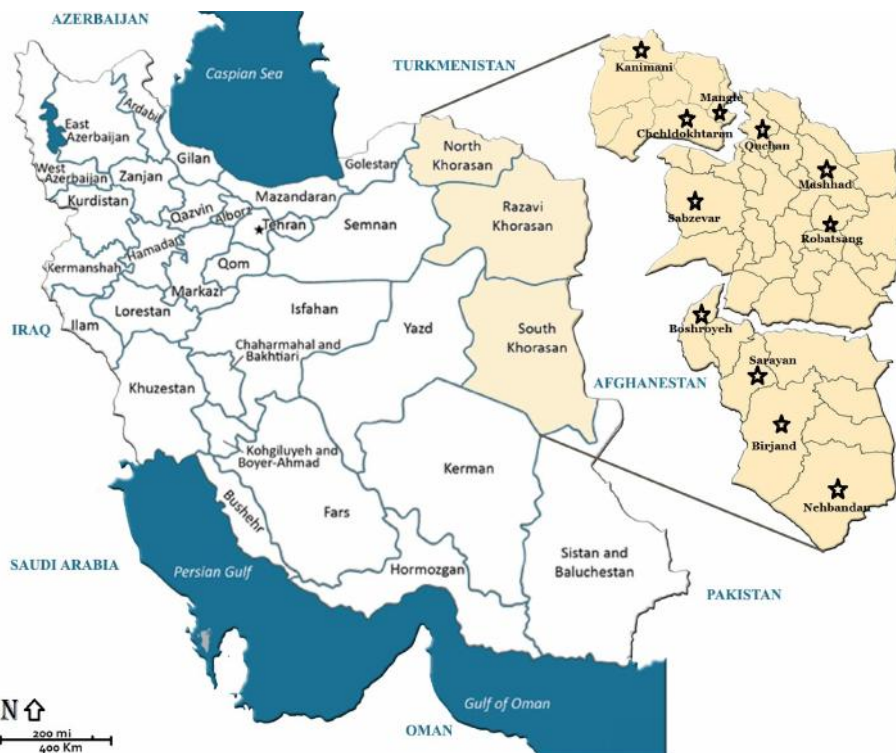 AZERBAIJAN
Caspian Sea
TURKMENISTAN
Ardabil
East
Azerbaijan
West
Azerbaijan
Gilan
Zanjan
Kurdistan
Qazvin
Alborz
Mazandaran
Golestan
North
Khorasan
Tehran
Semnan
Razavi
Khorasan
Hamadan
Kermanshah
Qom
Markazi
Lorestan
Ilam
IRAQ
Isfahan
Yazd
South
Khorasan
Chaharmahal and
Bakhtiari
Khuzestan
AFGHANESTAN
Kohgiluyeh and
Boyer-Ahmad
Kerman
Bushehr
Fars
Sistan and
Baluchestan
SAUDI ARABIA
Persian Gulf
Hormozgan
PAKISTAN
Gulf of Oman
OMAN
N
200 mi
400 Km
Kanimani
Mangle
Chehldokhtaran
Quchan
Mashhad
Sabzevar
Robatsang
Boshroyeh
Sarayan
Birjand
Nehbandan